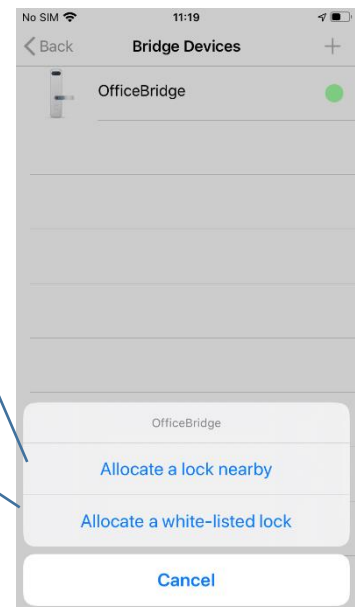 No SIM 11:19
Back Bridge Devices +
OfficeBridge
OfficeBridge
Allocate a lock nearby
Allocate a white-listed lock
Cancel